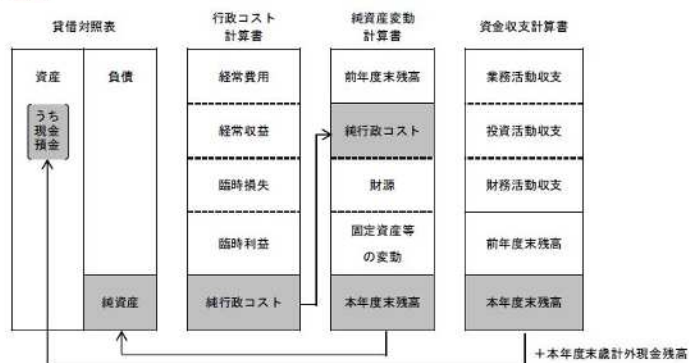 貸借対照表
行政コスト
計算書
純資産変動
計算書
資金収支計算書
資産
負債
うち
現金
預金
純資産
経常費用
経常収益
臨時損失
臨時利益
純行政コスト
前年度末残高
純行政コスト
財源
固定資産等
の変動
本年度末残高
業務活動収支
投資活動収支
財務活動収支
前年度末残高
本年度末残高
＋本年度末歳計外現金残高